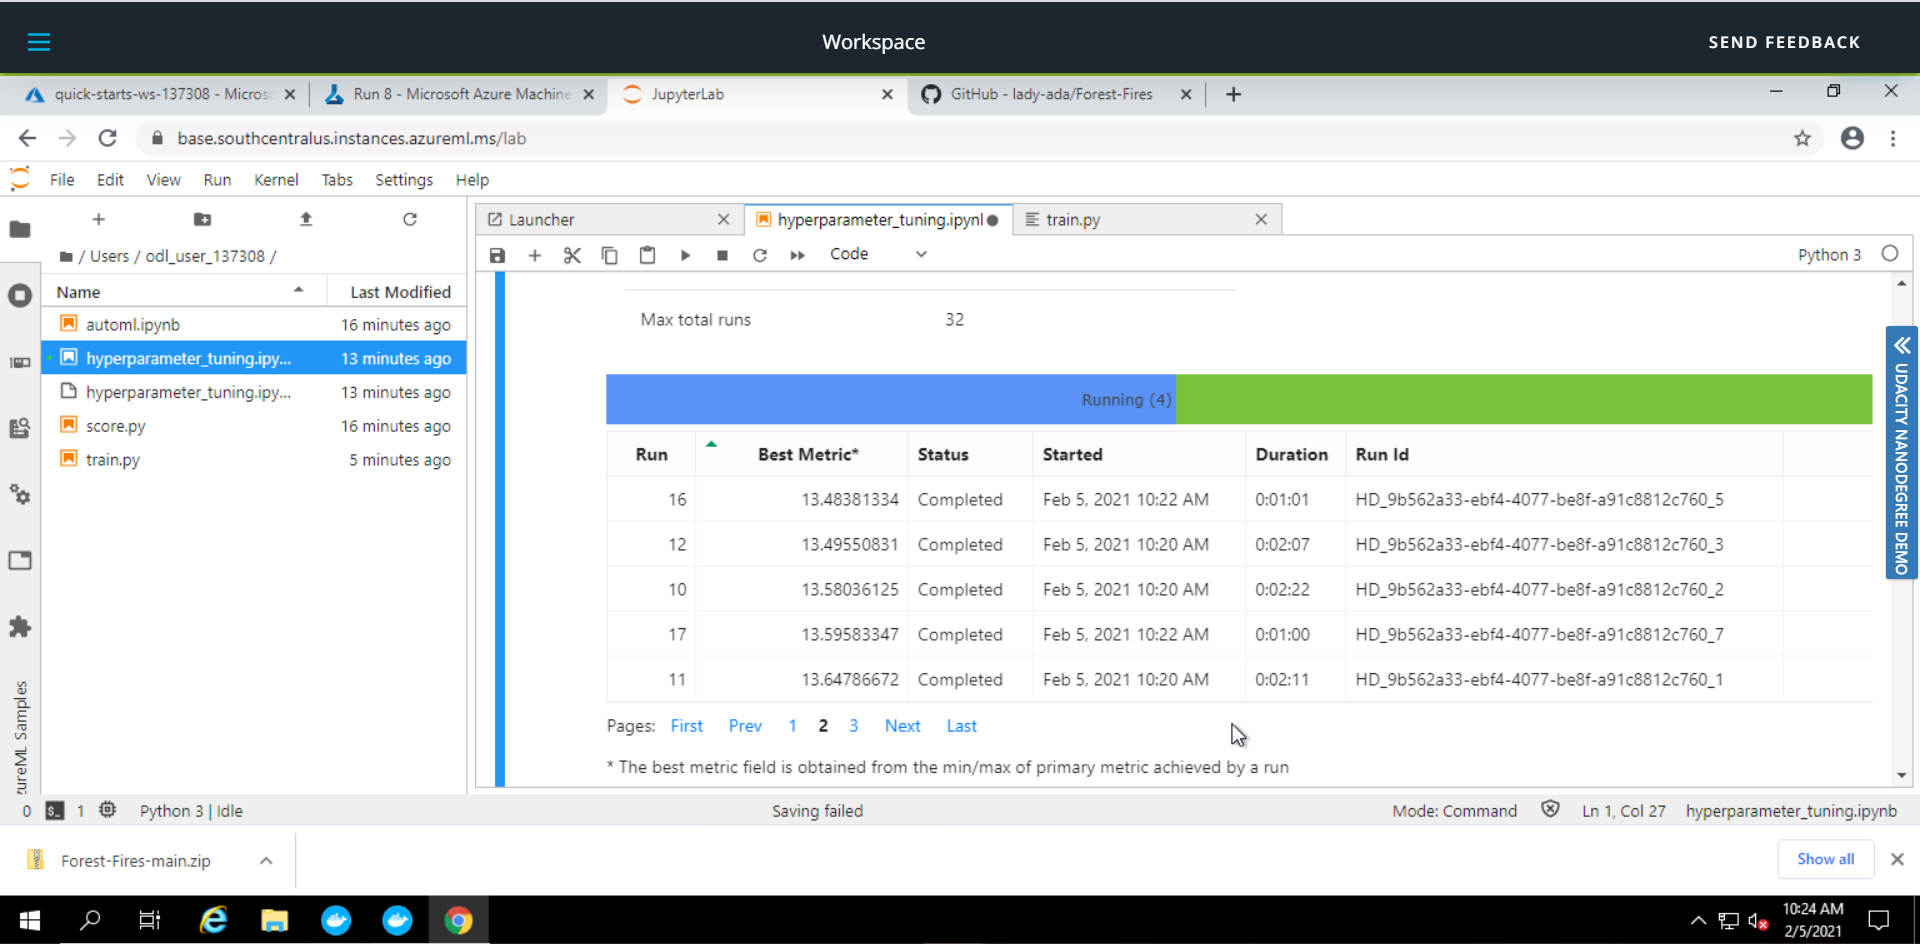 Workspace
SEND FEEDBACK
quick-starts-ws-137308 - Micros
Run 8 - Microsoft Azure Machine
JupyterLab
GitHub - lady-ada/Forest-Fires
base.southcentralus.instances.azureml.ms/lab
File Edit View Run Kernel Tabs Settings Help
Launcher
hyperparameter_tuning.ipynl
train.py
Code
Python 3
/ Users / odl_user_137308 /
Name Last Modified
automl.ipynb 16 minutes ago
hyperparameter_tuning.ipy... 13 minutes ago
hyperparameter_tuning.ipy... 13 minutes ago
score.py 16 minutes ago
train.py 5 minutes ago
zureML Samples
Max total runs 32
Running (4)
Run Best Metric* Status Started Duration Run Id
16 13.48381334 Completed Feb 5, 2021 10:22 AM 0:01:01 HD_9b562a33-ebf4-4077-be8f-a91c8812c760_5
12 13.49550831 Completed Feb 5, 2021 10:20 AM 0:02:07 HD_9b562a33-ebf4-4077-be8f-a91c8812c760_3
10 13.58036125 Completed Feb 5, 2021 10:20 AM 0:02:22 HD_9b562a33-ebf4-4077-be8f-a91c8812c760_2
17 13.59583347 Completed Feb 5, 2021 10:22 AM 0:01:00 HD_9b562a33-ebf4-4077-be8f-a91c8812c760_7
11 13.64786672 Completed Feb 5, 2021 10:20 AM 0:02:11 HD_9b562a33-ebf4-4077-be8f-a91c8812c760_1
Pages: First Prev 1 2 3 Next Last
* The best metric field is obtained from the min/max of primary metric achieved by a run
UDACITY NANODEGREE DEMO
0 1 Python 3 | Idle Saving failed Mode: Command Ln 1, Col 27 hyperparameter_tuning.ipynb
Forest-Fires-main.zip
Show all
10:24 AM
2/5/2021